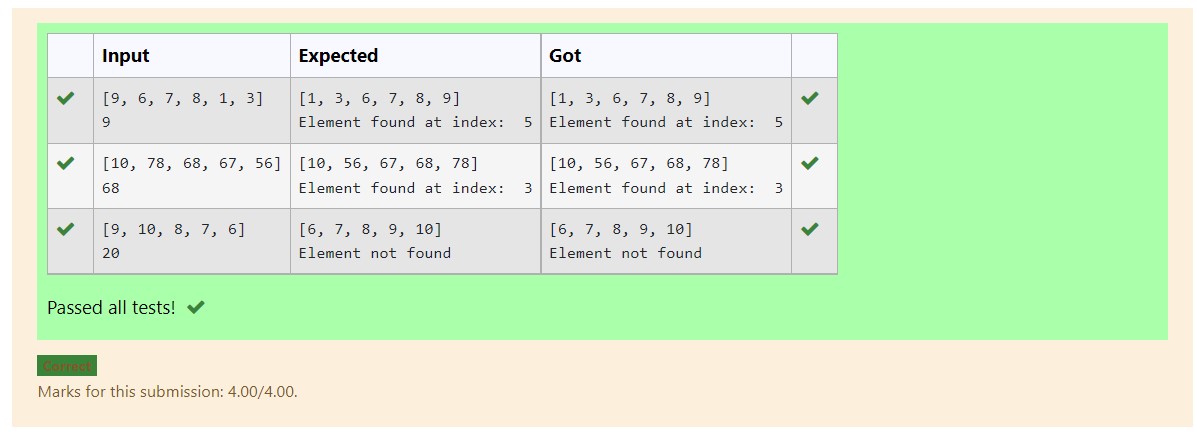 Input Expected Got
[9, 6, 7, 8, 1, 3] [1, 3, 6, 7, 8, 9] [1, 3, 6, 7, 8, 9]
9 Element found at index:  5 Element found at index:  5
[10, 78, 68, 67, 56] [10, 56, 67, 68, 78] [10, 56, 67, 68, 78]
68 Element found at index:  3 Element found at index:  3
[9, 10, 8, 7, 6] [6, 7, 8, 9, 10] [6, 7, 8, 9, 10]
20 Element not found Element not found
Passed all tests!
Correct
Marks for this submission: 4.00/4.00.